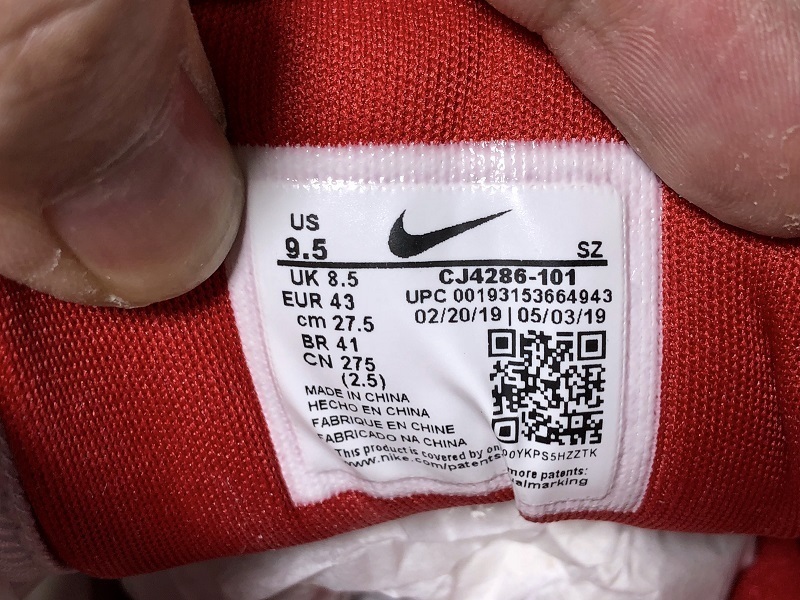 US
9.5
SZ
UK 8.5
CJ4286-101
EUR 43
UPC 00193153664943
cm 27.5
02/20/19 | 05/03/19
BR 41
CN 275
(2.5)
MADE IN CHINA
HECHO EN CHINA
FABRIQUE EN CHINE
FABRICADO NA CHINA
This product is covered by
www.nike.com/patents
more patents: